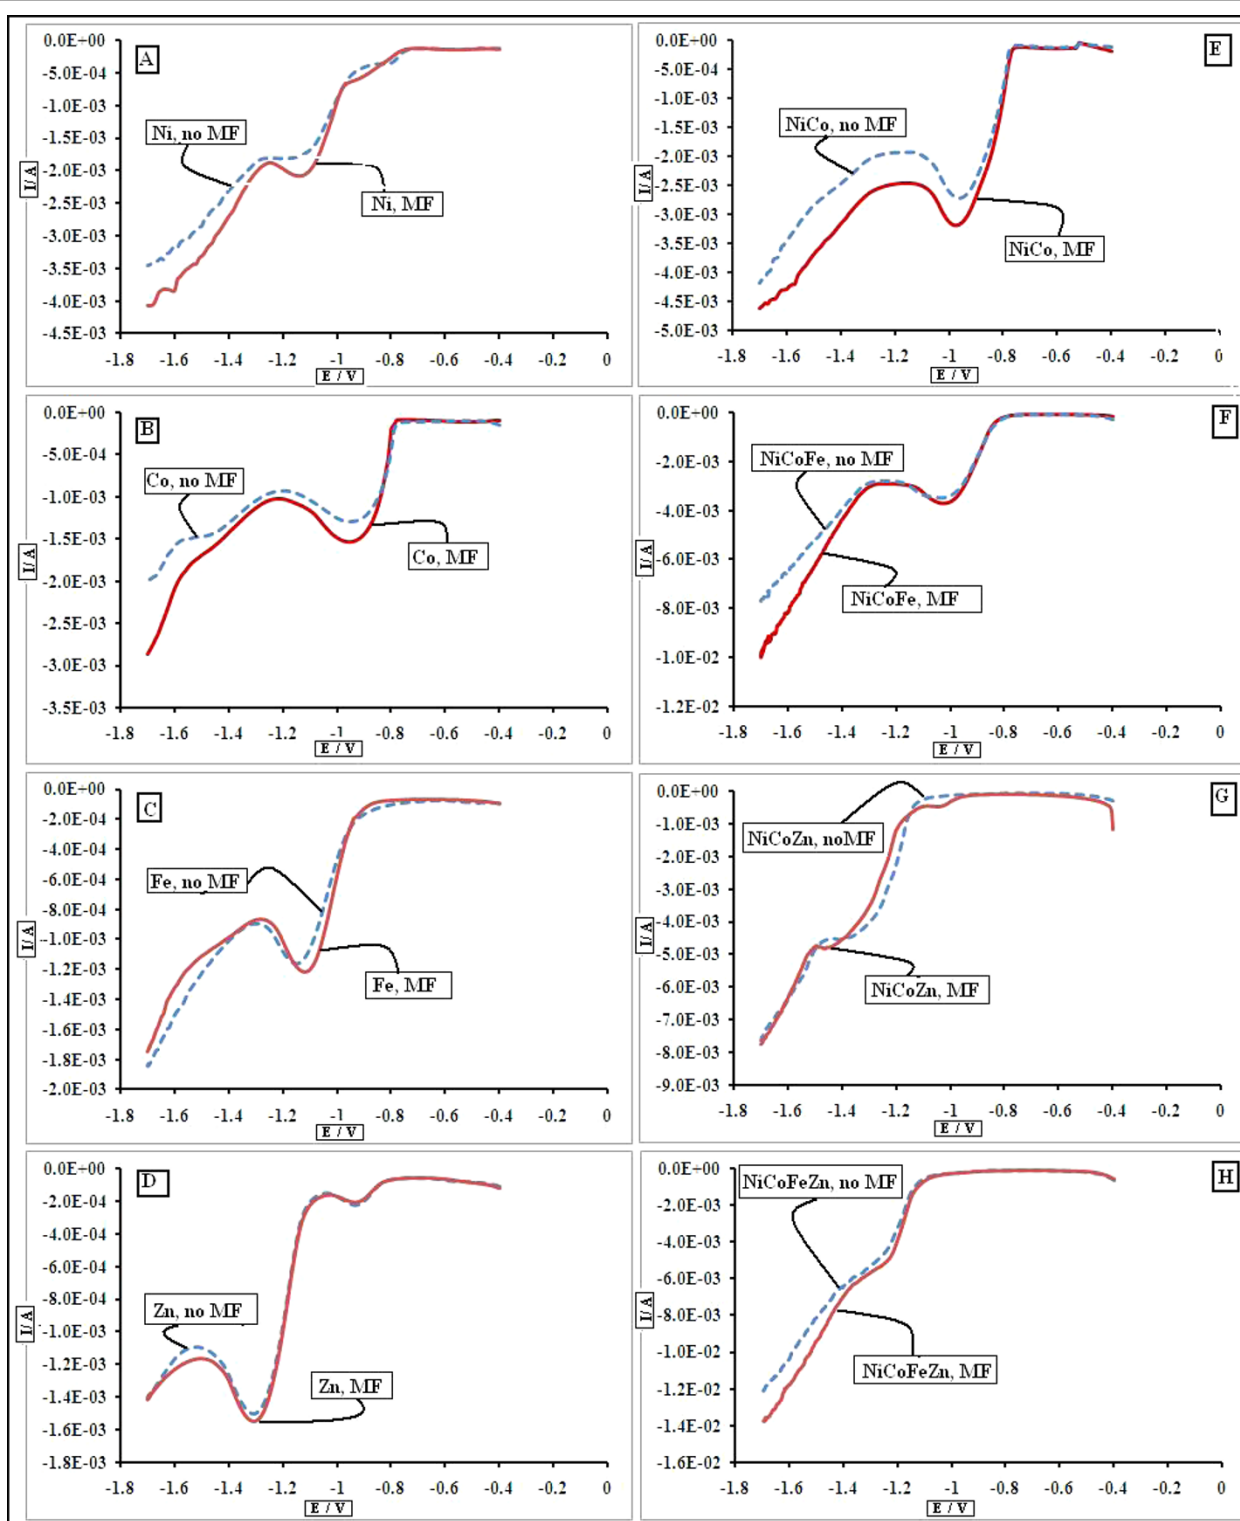 A
0.0E+00
-5.0E-04
-1.0E-03
-1.5E-03
-2.0E-03
-2.5E-03
-3.0E-03
-3.5E-03
-4.0E-03
-4.5E-03
I/ A
Ni, no MF
Ni, MF
-1.8 -1.6 -1.4 -1.2 -1 -0.8 -0.6 -0.4 -0.2 0
E / V
E
0.0E+00
-5.0E-04
-1.0E-03
-1.5E-03
-2.0E-03
-2.5E-03
-3.0E-03
-3.5E-03
-4.0E-03
-4.5E-03
-5.0E-03
I/ A
NiCo, no MF
NiCo, MF
-1.8 -1.6 -1.4 -1.2 -1 -0.8 -0.6 -0.4 -0.2 0
E / V
B
0.0E+00
-5.0E-04
-1.0E-03
-1.5E-03
-2.0E-03
-2.5E-03
-3.0E-03
-3.5E-03
I/ A
Co, no MF
Co, MF
-1.8 -1.6 -1.4 -1.2 -1 -0.8 -0.6 -0.4 -0.2 0
E / V
F
0.0E+00
-2.0E-03
-4.0E-03
-6.0E-03
-8.0E-03
-1.0E-02
-1.2E-02
I/ A
NiCoFe, no MF
NiCoFe, MF
-1.8 -1.6 -1.4 -1.2 -1 -0.8 -0.6 -0.4 -0.2 0
E / V
C
0.0E+00
-2.0E-04
-4.0E-04
-6.0E-04
-8.0E-04
-1.0E-03
-1.2E-03
-1.4E-03
-1.6E-03
-1.8E-03
-2.0E-03
I/ A
Fe, no MF
Fe, MF
-1.8 -1.6 -1.4 -1.2 -1 -0.8 -0.6 -0.4 -0.2 0
E / V
G
0.0E+00
-1.0E-03
-2.0E-03
-3.0E-03
-4.0E-03
-5.0E-03
-6.0E-03
-7.0E-03
-8.0E-03
-9.0E-03
I/ A
NiCoZn, noMF
NiCoZn, MF
-1.8 -1.6 -1.4 -1.2 -1 -0.8 -0.6 -0.4 -0.2 0
E / V
D
0.0E+00
-2.0E-04
-4.0E-04
-6.0E-04
-8.0E-04
-1.0E-03
-1.2E-03
-1.4E-03
-1.6E-03
-1.8E-03
I/ A
Zn, no MF
Zn, MF
-1.8 -1.6 -1.4 -1.2 -1 -0.8 -0.6 -0.4 -0.2 0
E / V
H
0.0E+00
-2.0E-03
-4.0E-03
-6.0E-03
-8.0E-03
-1.0E-02
-1.2E-02
-1.4E-02
-1.6E-02
I/ A
NiCoFeZn, no MF
NiCoFeZn, MF
-1.8 -1.6 -1.4 -1.2 -1 -0.8 -0.6 -0.4 -0.2 0
E / V